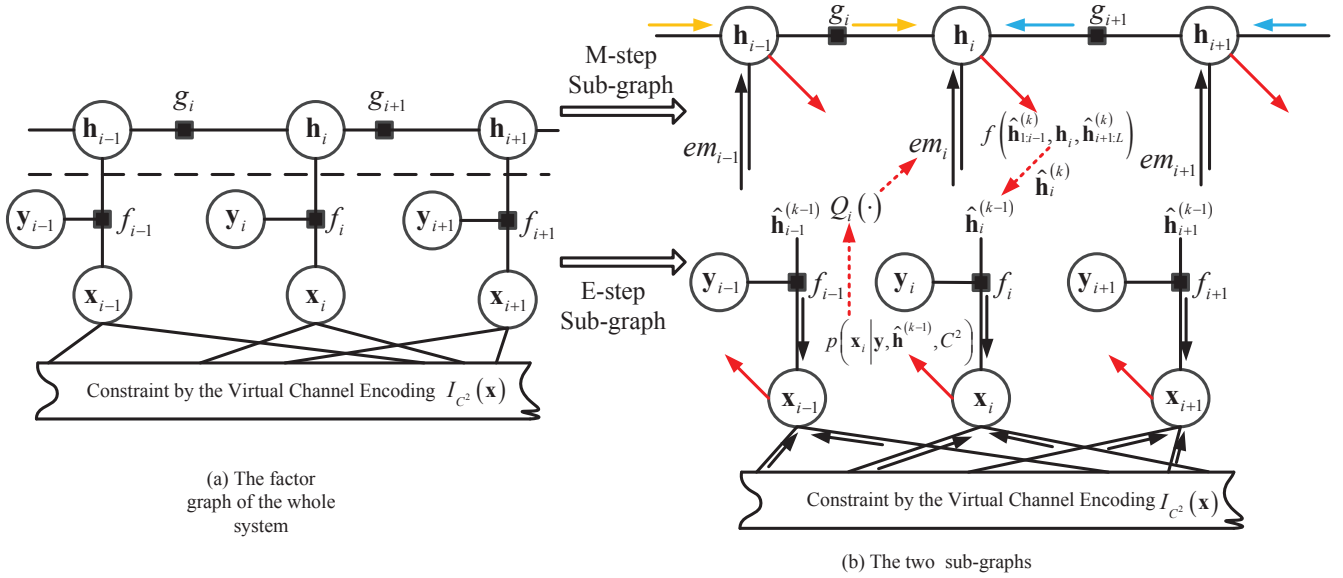 g_i g_{i+1}
h_{i-1} h_i h_{i+1}
y_{i-1} f_{i-1} y_i f_i y_{i+1} f_{i+1}
x_{i-1} x_i x_{i+1}
Constraint by the Virtual Channel Encoding I_{C^2}(x)
(a) The factor
graph of the whole
system
M-step
Sub-graph
E-step
Sub-graph
g_i g_{i+1}
h_{i-1} h_i h_{i+1}
em_{i-1} em_i f(ĥ^{(k)}_{1:i-1}, h_i, ĥ^{(k)}_{i+1:L}) em_{i+1}
ĥ_i^{(k)}
ĥ_{i-1}^{(k-1)} Q_i(·) ĥ_i^{(k-1)} ĥ_{i+1}^{(k-1)}
y_{i-1} f_{i-1} y_i f_i y_{i+1} f_{i+1}
p(x_i|y, ĥ^{(k-1)}, C^2)
x_{i-1} x_i x_{i+1}
Constraint by the Virtual Channel Encoding I_{C^2}(x)
(b) The two sub-graphs